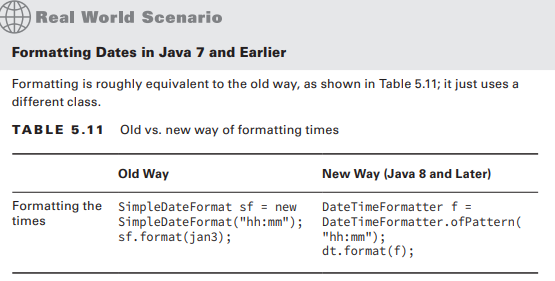 Real World Scenario
Formatting Dates in Java 7 and Earlier
Formatting is roughly equivalent to the old way, as shown in Table 5.11; it just uses a
different class.
TABLE 5.11 Old vs. new way of formatting times
Old Way New Way (Java 8 and Later)
Formatting the SimpleDateFormat sf = new DateTimeFormatter f =
times SimpleDateFormat("hh:mm"); DateTimeFormatter.ofPattern(
sf.format(jan3); "hh:mm");
dt.format(f);